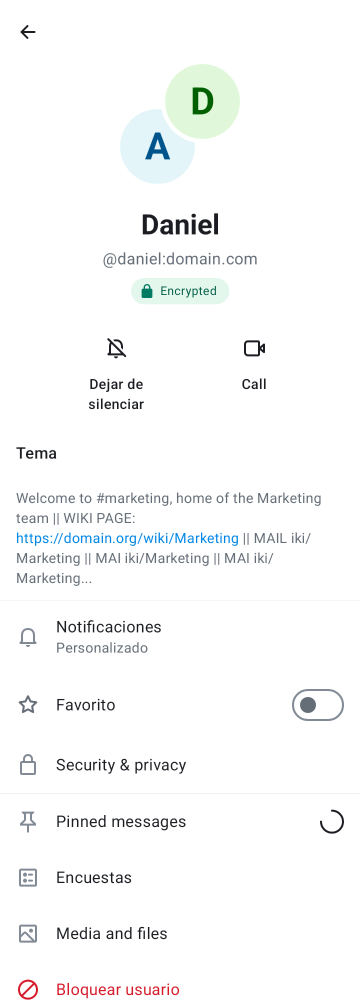 D
A
Daniel
@daniel:domain.com
Encrypted
Dejar de
silenciar
Call
Tema
Welcome to #marketing, home of the Marketing
team || WIKI PAGE:
https://domain.org/wiki/Marketing || MAIL iki/
Marketing || MAI iki/Marketing || MAI iki/
Marketing...
Notificaciones
Personalizado
Favorito
Security & privacy
Pinned messages
Encuestas
Media and files
Bloquear usuario